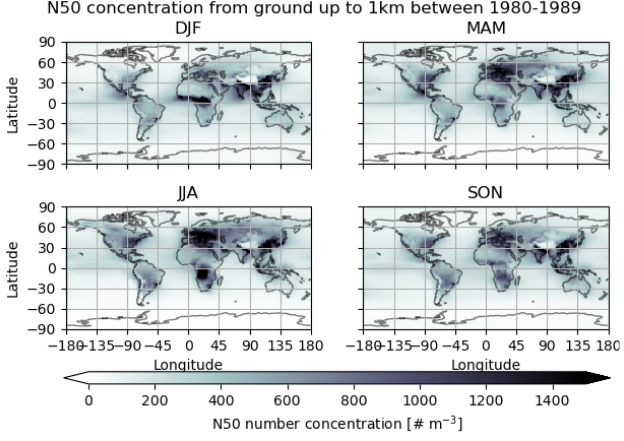 N50 concentration from ground up to 1km between 1980-1989
DJF
MAM
90
60
30
0
−30
−60
−90
Latitude
JJA
SON
90
60
30
0
−30
−60
−90
Latitude
−180−135−90 −45 0 45 90 135 180
−180−135−90 −45 0 45 90 135 180
Longitude
Longitude
0 200 400 600 800 1000 1200 1400
N50 number concentration [# m⁻³]